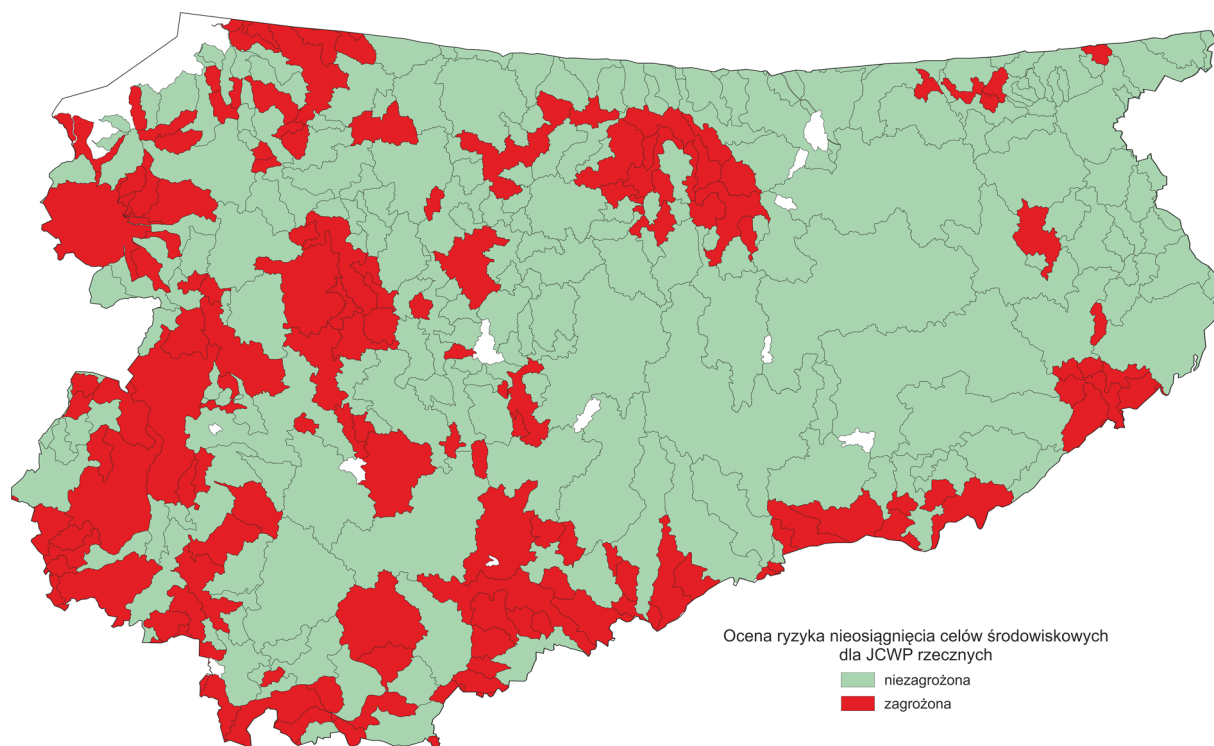 Ocena ryzyka nieosiągnięcia celów środowiskowych
dla JCWP rzecznych
niezagrożona
zagrożona